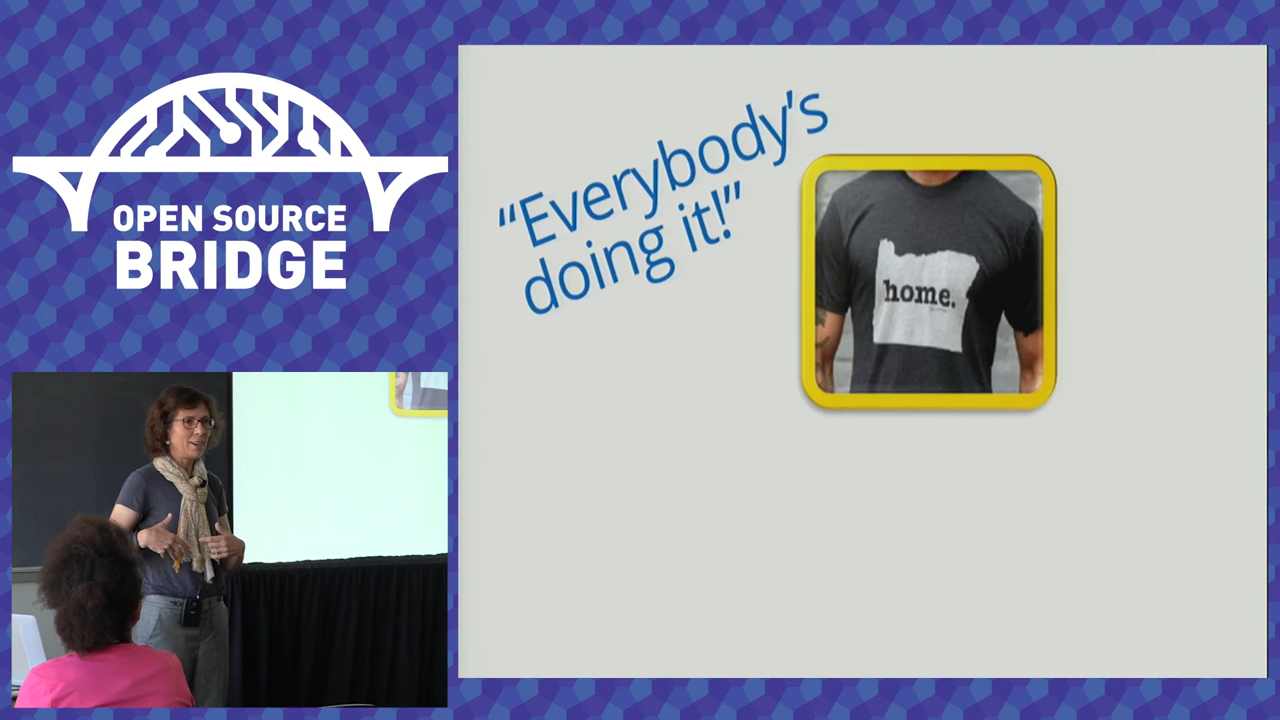 OPEN SOURCE
BRIDGE
“Everybody’s
doing it!”
home.